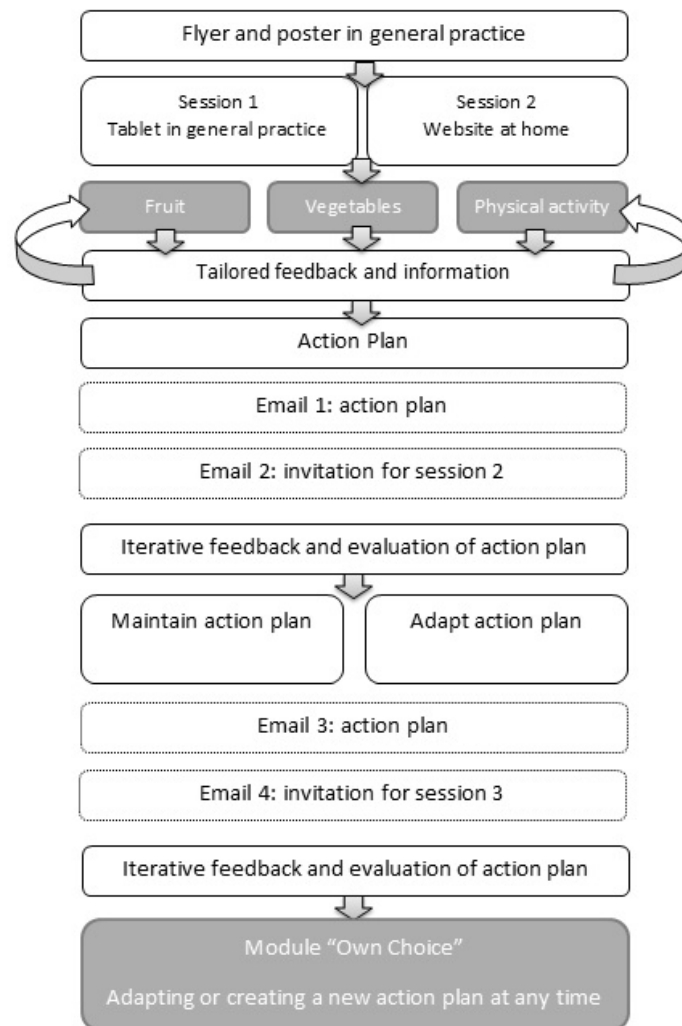 Flyer and poster in general practice
Session 1
Tablet in general practice
Session 2
Website at home
Fruit
Vegetables
Physical activity
Tailored feedback and information
Action Plan
Email 1: action plan
Email 2: invitation for session 2
Iterative feedback and evaluation of action plan
Maintain action plan
Adapt action plan
Email 3: action plan
Email 4: invitation for session 3
Iterative feedback and evaluation of action plan
Module “Own Choice”
Adapting or creating a new action plan at any time